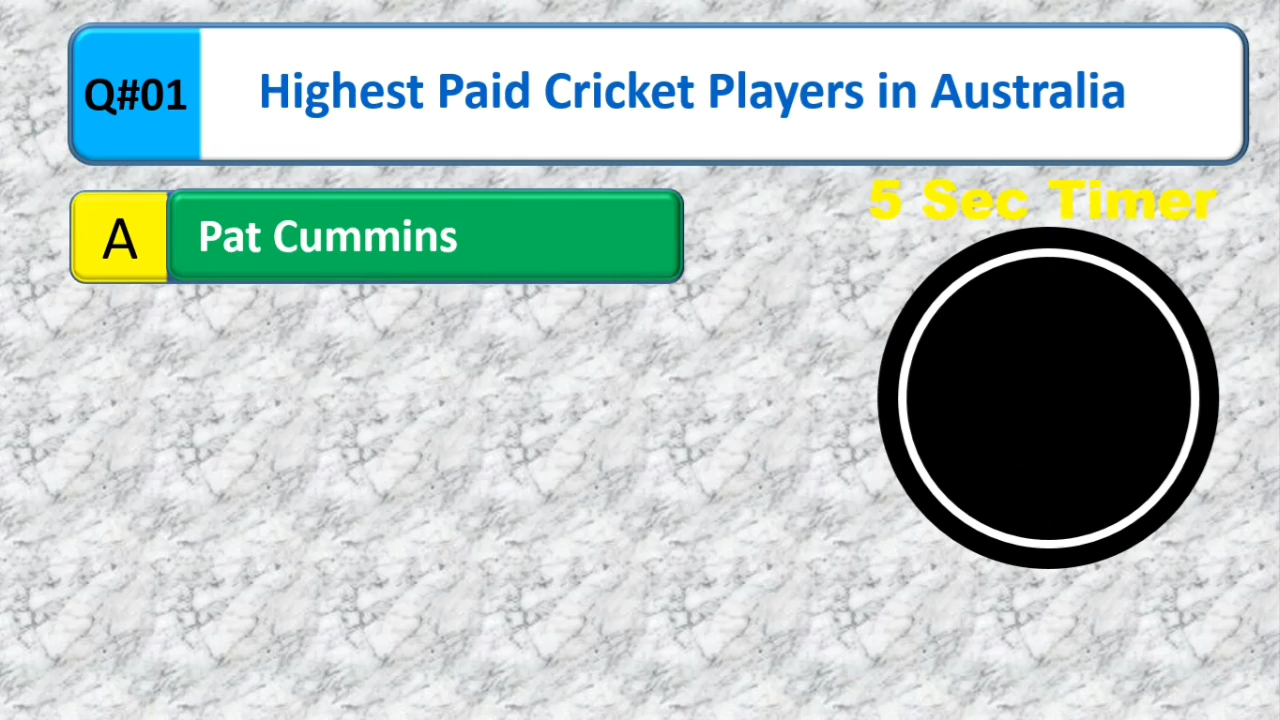 Q#01
Highest Paid Cricket Players in Australia
5 Sec Timer
A
Pat Cummins